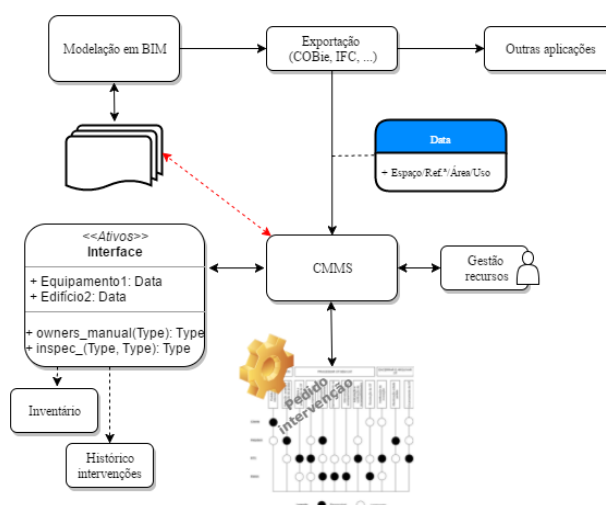 Modelação em BIM
Exportação
(COBie, IFC, ...)
Outras aplicações
Data
+ Espaço/Ref.ª/Área/Uso
<<Ativos>>
Interface
+ Equipamento1: Data
+ Edifício2: Data
+ owners_manual(Type): Type
+ inspec_(Type, Type): Type
CMMS
Gestão
recursos
Pedido
intervenção
Inventário
Histórico
intervenções